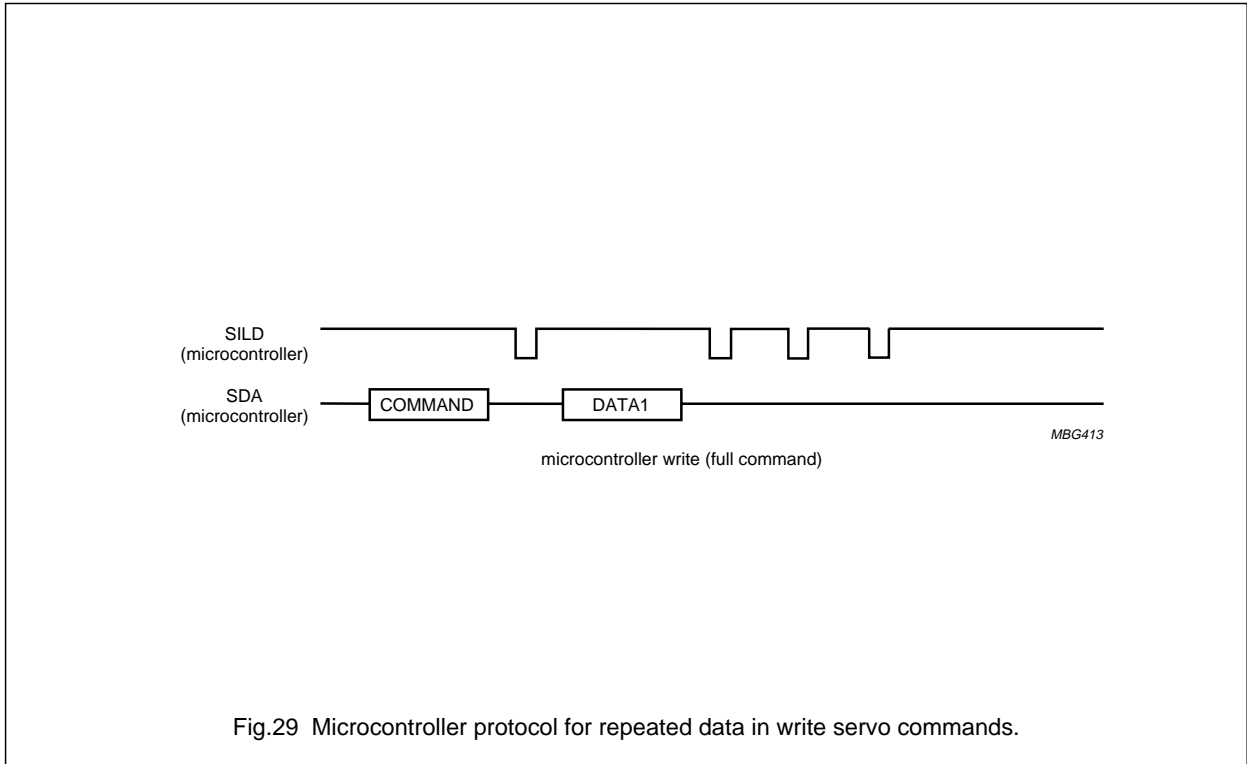 SILD
(microcontroller)
SDA
(microcontroller)
COMMAND
DATA1
MBG413
microcontroller write (full command)
Fig.29 Microcontroller protocol for repeated data in write servo commands.